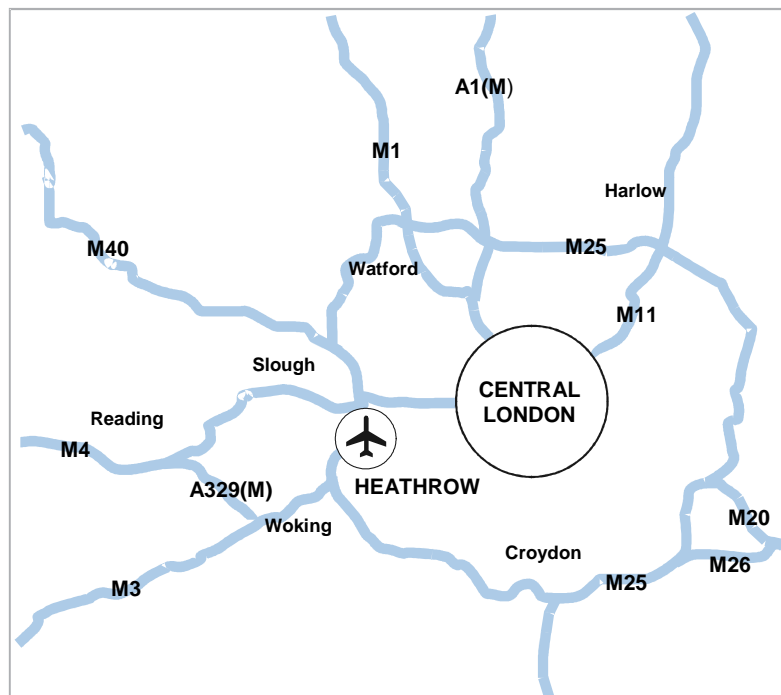 A1(M)
M1
Harlow
M40
M25
Watford
M11
Slough
CENTRAL
LONDON
Reading
M4
HEATHROW
A329(M)
Woking
M20
Croydon
M26
M3
M25